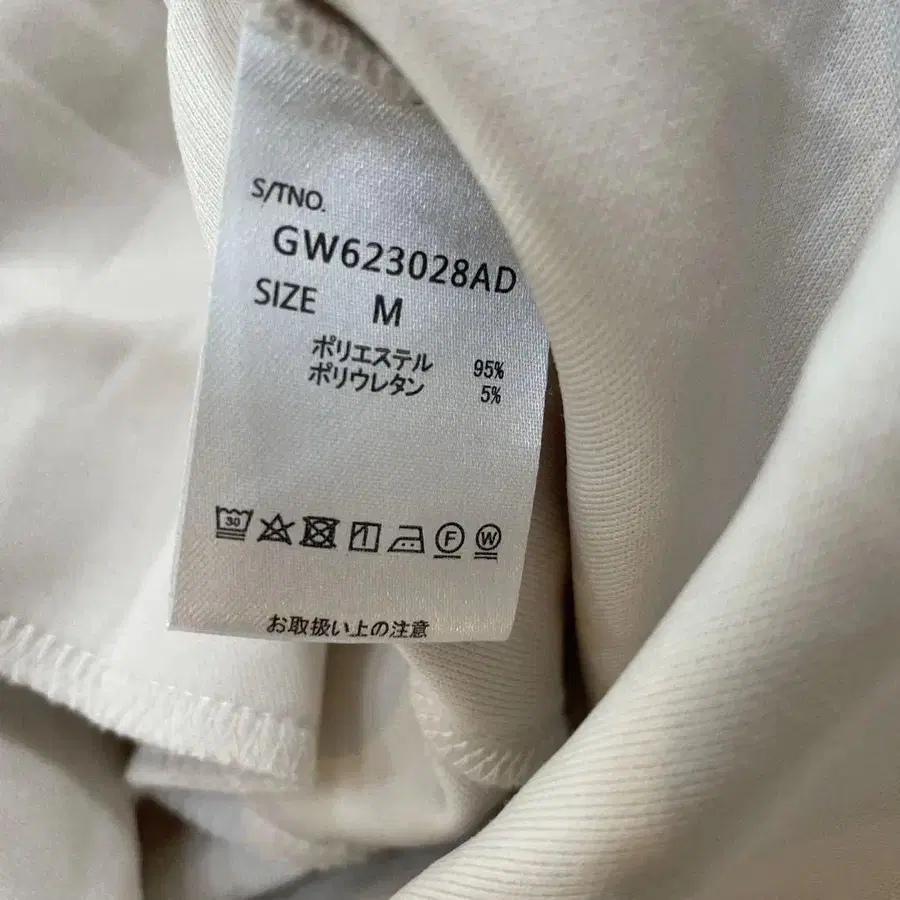 S/TNO.
GW623028AD
SIZE M
ポリエステル 95%
ポリウレタン 5%
30
F W
お取扱い上の注意